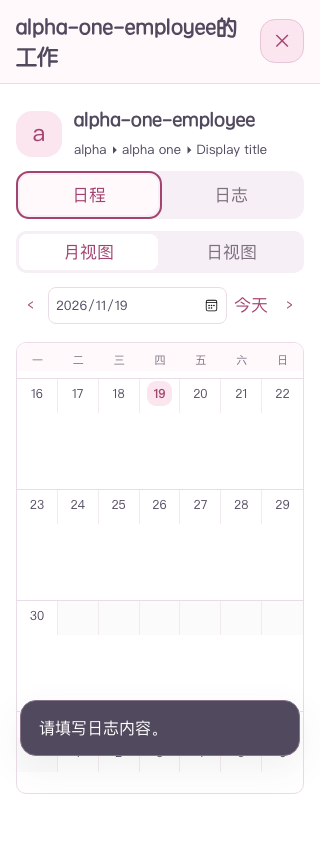 alpha-one-employee的
工作
a
alpha-one-employee
alpha alpha one Display title
日程 日志
月视图 日视图
2026/11/19 今天
一 二 三 四 五 六 日
16 17 18 19 20 21 22
23 24 25 26 27 28 29
30
请填写日志内容。